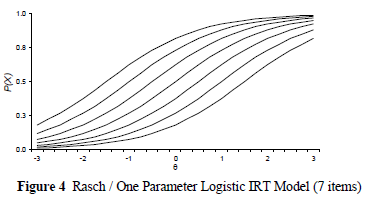 1.0
0.8
0.5
0.3
0.0
P(X)
-3 -2 -1 0 1 2 3
θ
Figure 4 Rasch / One Parameter Logistic IRT Model (7 items)